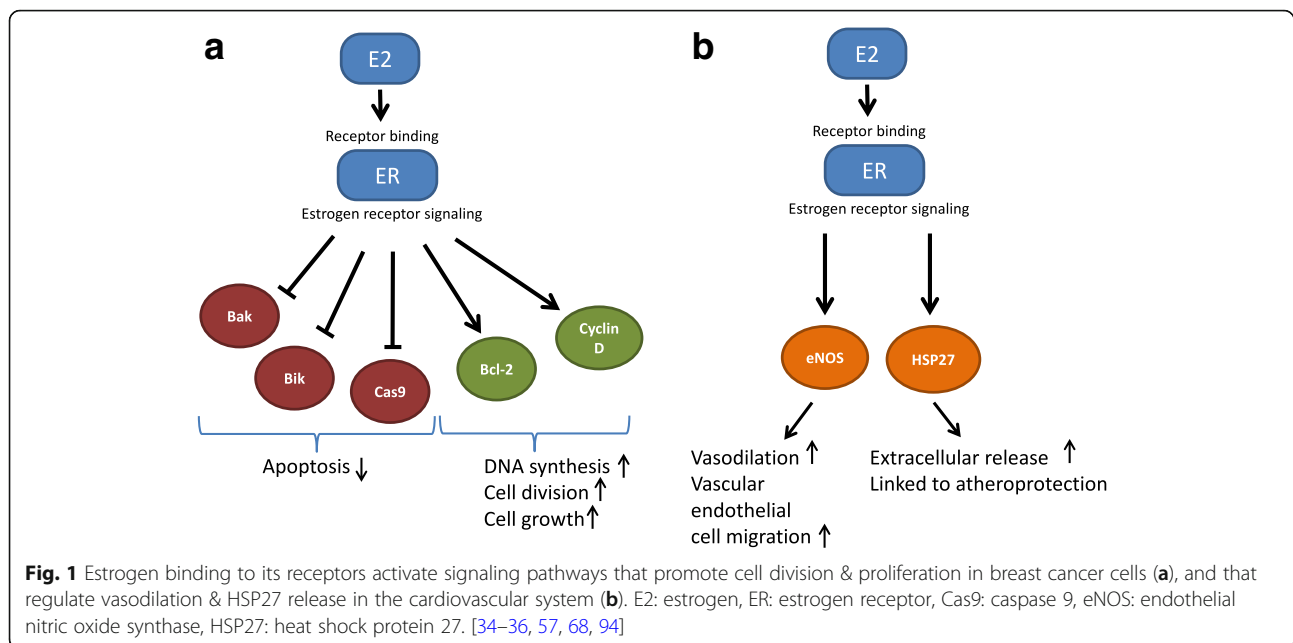 a
E2
Receptor binding
ER
Estrogen receptor signaling
Bak
Bik
Cas9
Bcl-2
Cyclin
D
Apoptosis ↓
DNA synthesis ↑
Cell division ↑
Cell growth ↑
b
E2
Receptor binding
ER
Estrogen receptor signaling
eNOS
HSP27
Vasodilation ↑
Vascular
endothelial
cell migration ↑
Extracellular release ↑
Linked to atheroprotection
Fig. 1 Estrogen binding to its receptors activate signaling pathways that promote cell division & proliferation in breast cancer cells (a), and that
regulate vasodilation & HSP27 release in the cardiovascular system (b). E2: estrogen, ER: estrogen receptor, Cas9: caspase 9, eNOS: endothelial
nitric oxide synthase, HSP27: heat shock protein 27. [34–36, 57, 68, 94]